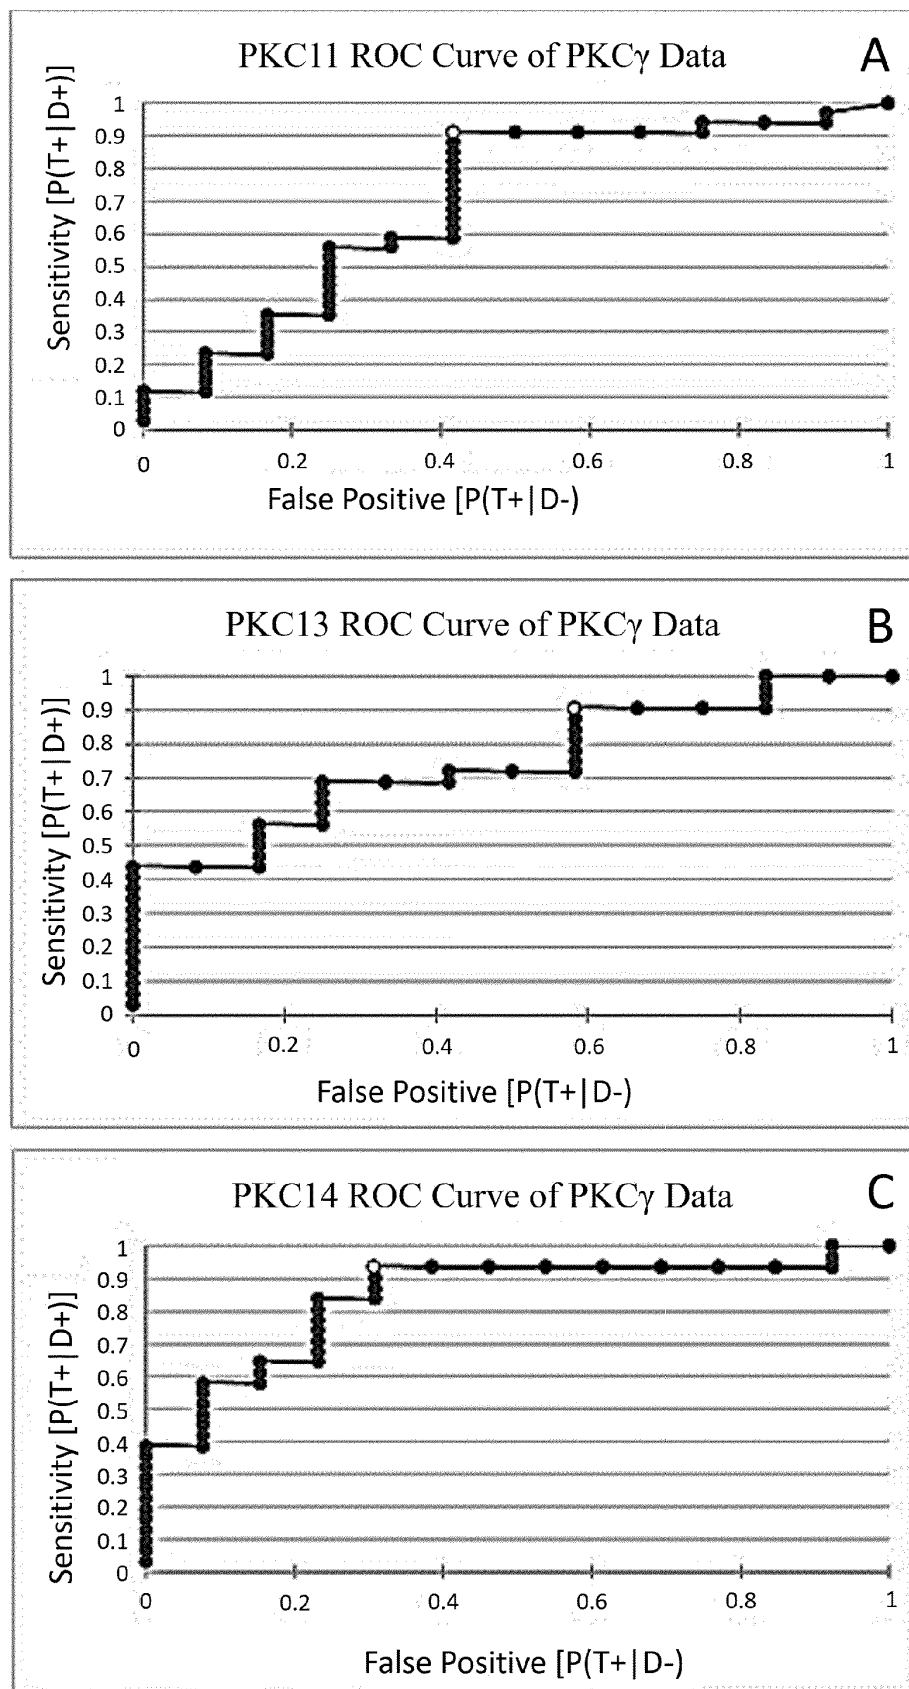 PKC11 ROC Curve of PKCγ Data
A
Sensitivity [P(T+|D+)]
1
0.9
0.8
0.7
0.6
0.5
0.4
0.3
0.2
0.1
0
0 0.2 0.4 0.6 0.8 1
False Positive [P(T+|D-)
PKC13 ROC Curve of PKCγ Data
B
Sensitivity [P(T+|D+)]
1
0.9
0.8
0.7
0.6
0.5
0.4
0.3
0.2
0.1
0
0 0.2 0.4 0.6 0.8 1
False Positive [P(T+|D-)
PKC14 ROC Curve of PKCγ Data
C
Sensitivity [P(T+|D+)]
1
0.9
0.8
0.7
0.6
0.5
0.4
0.3
0.2
0.1
0
0 0.2 0.4 0.6 0.8 1
False Positive [P(T+|D-)